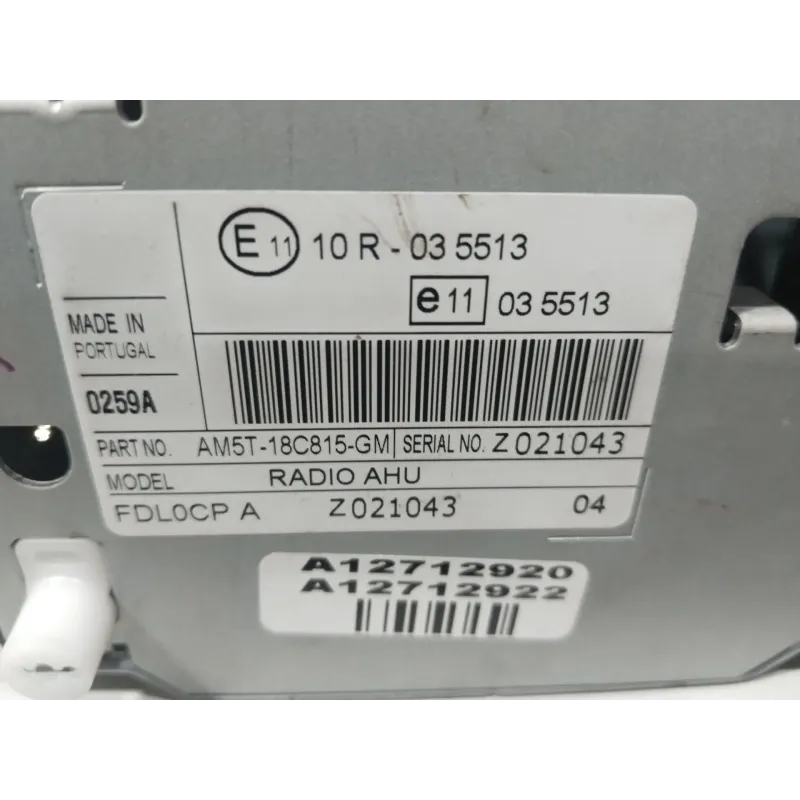 E 11 10 R - 03 5513
e 11 03 5513
MADE IN
PORTUGAL
0259A
PART NO. AM5T-18C815-GM SERIAL NO. Z021043
MODEL RADIO AHU
FDL0CP A Z021043 04
A12712920
A12712922